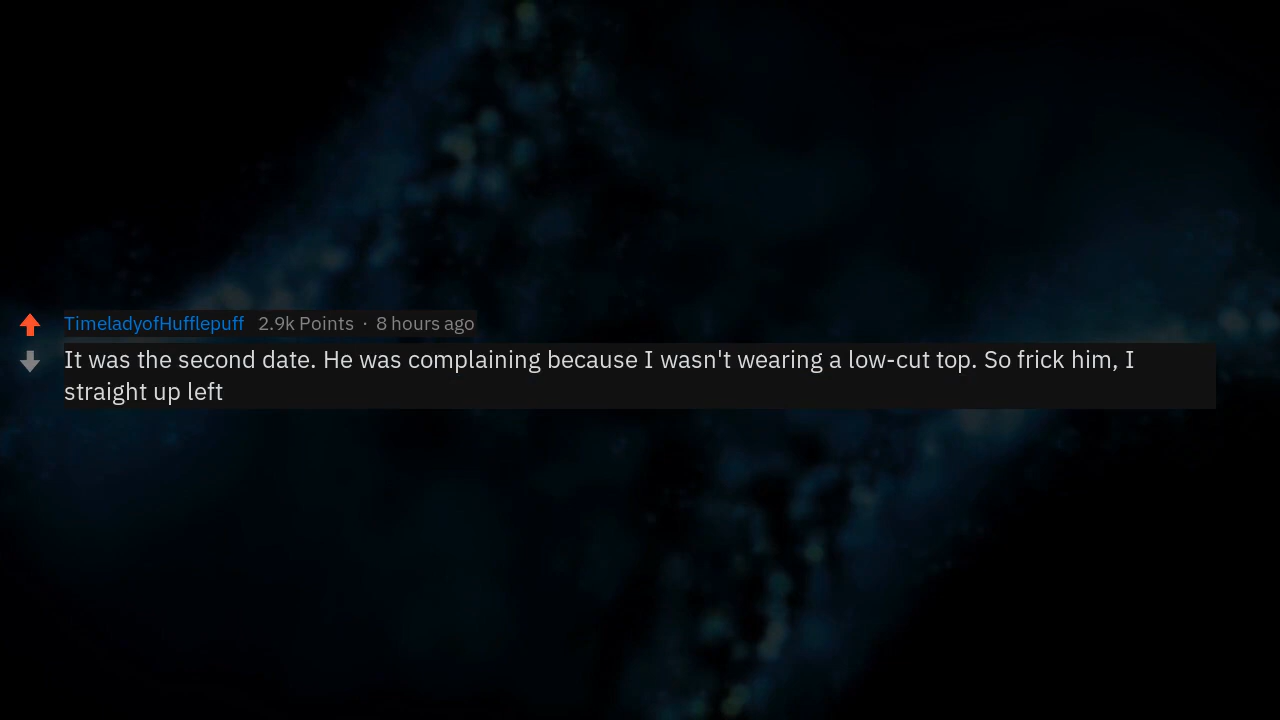 TimeladyofHufflepuff 2.9k Points · 8 hours ago
It was the second date. He was complaining because I wasn't wearing a low-cut top. So frick him, I
straight up left